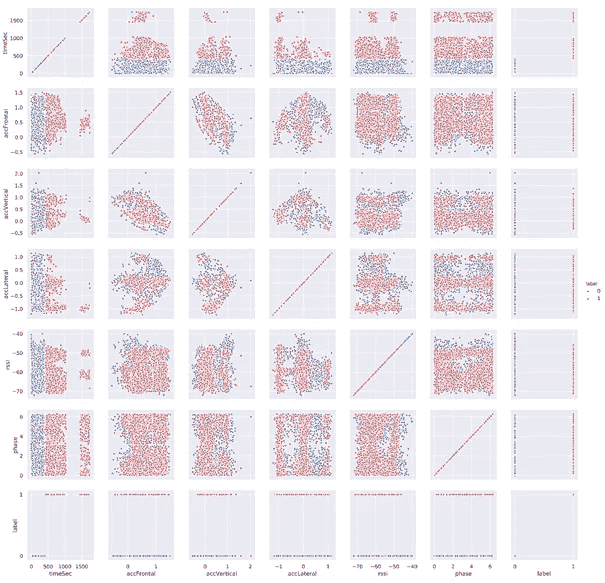 timeSec
1500
1000
500
0
accFrontal
1.5
1.0
0.5
0.0
−0.5
accVertical
2.0
1.5
1.0
0.5
0.0
−0.5
accLateral
1.0
0.5
0.0
−0.5
−1.0
label
0
1
rssi
−40
−50
−60
−70
phase
6
4
2
0
label
1
0
0 500 1000 1500
0 1
0 1 2
−1 0 1
−70 −60 −50 −40
0 2 4 6
0 1
timeSec accFrontal accVertical accLateral rssi phase label